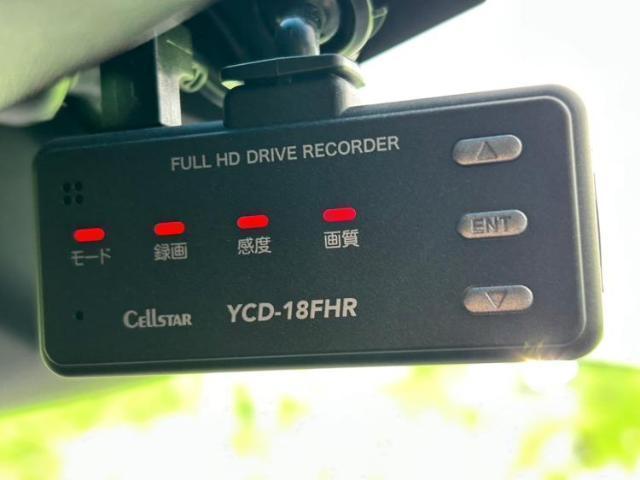 FULL HD DRIVE RECORDER
モード 録画 感度 画質
ENT
CELLSTAR YCD-18FHR